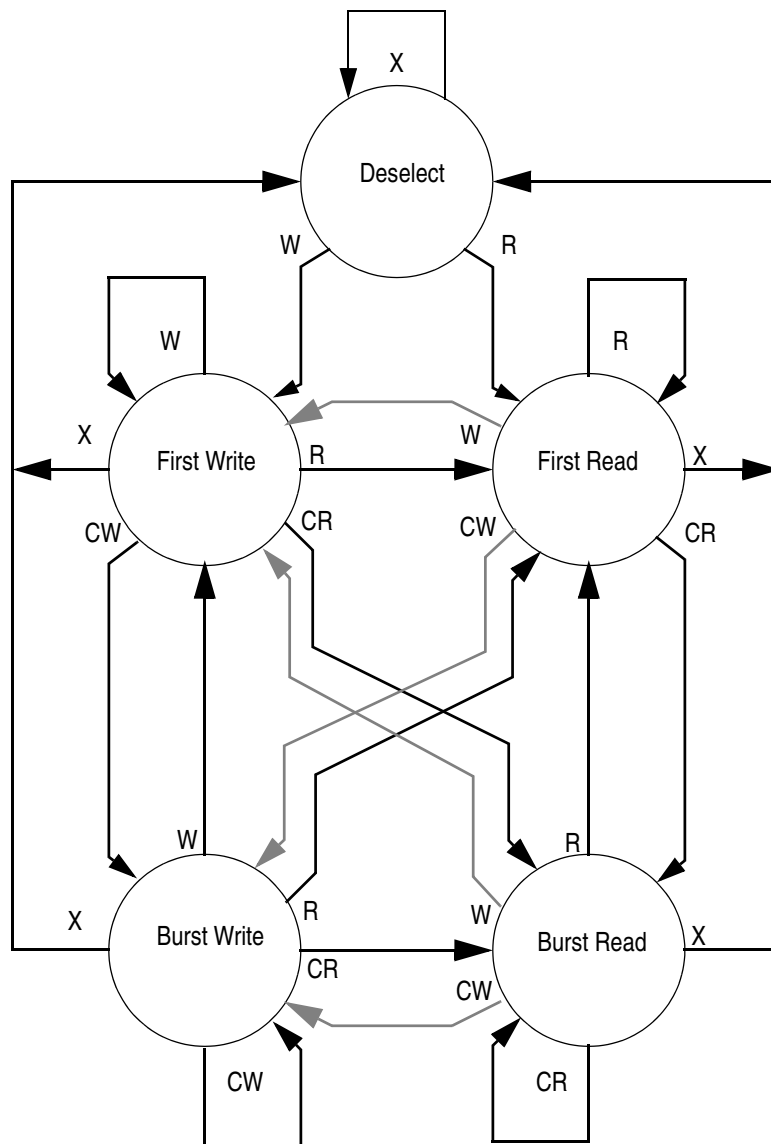 X
Deselect
W
R
W
R
X
W
First Write
R
First Read
X
CW
CR
CW
CR
W
R
X
R
W
Burst Write
Burst Read
X
CR
CW
CW
CR